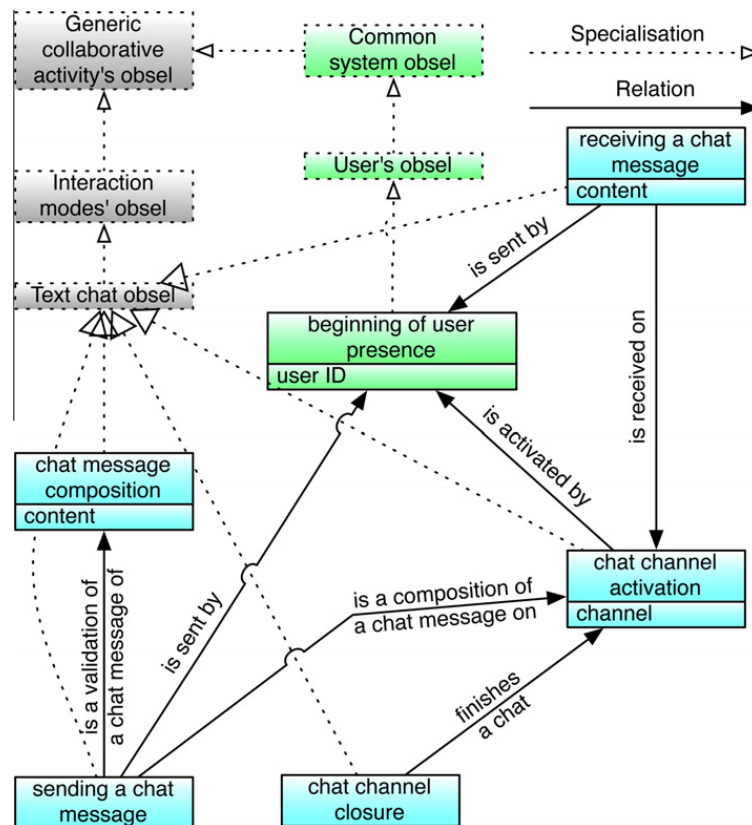 Generic
collaborative
activity's obsel
Common
system obsel
Specialisation
Relation
User's obsel
receiving a chat
message
content
Interaction
modes' obsel
is sent by
Text chat obsel
beginning of user
presence
user ID
is received on
is activated by
chat message
composition
content
chat channel
activation
channel
is a composition of
a chat message on
is sent by
is a validation of
a chat message of
finishes
a chat
sending a chat
message
chat channel
closure